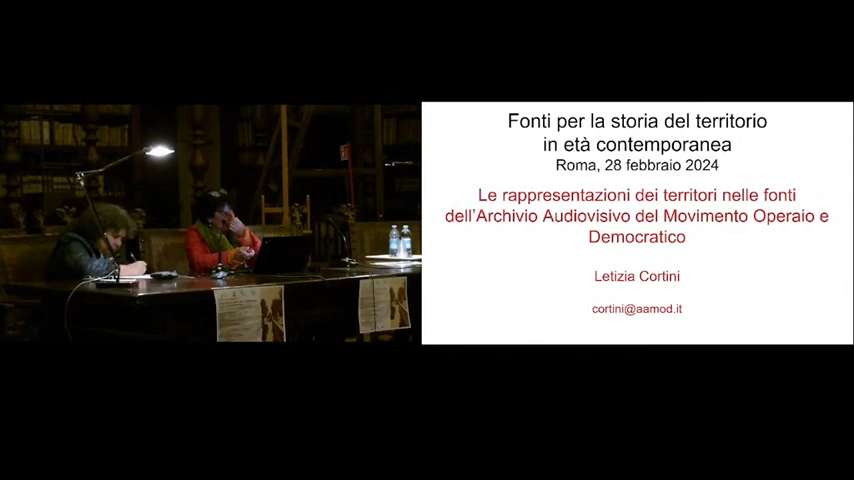 Fonti per la storia del territorio
in età contemporanea
Roma, 28 febbraio 2024
Le rappresentazioni dei territori nelle fonti
dell'Archivio Audiovisivo del Movimento Operaio e
Democratico
Letizia Cortini
cortini@aamod.it